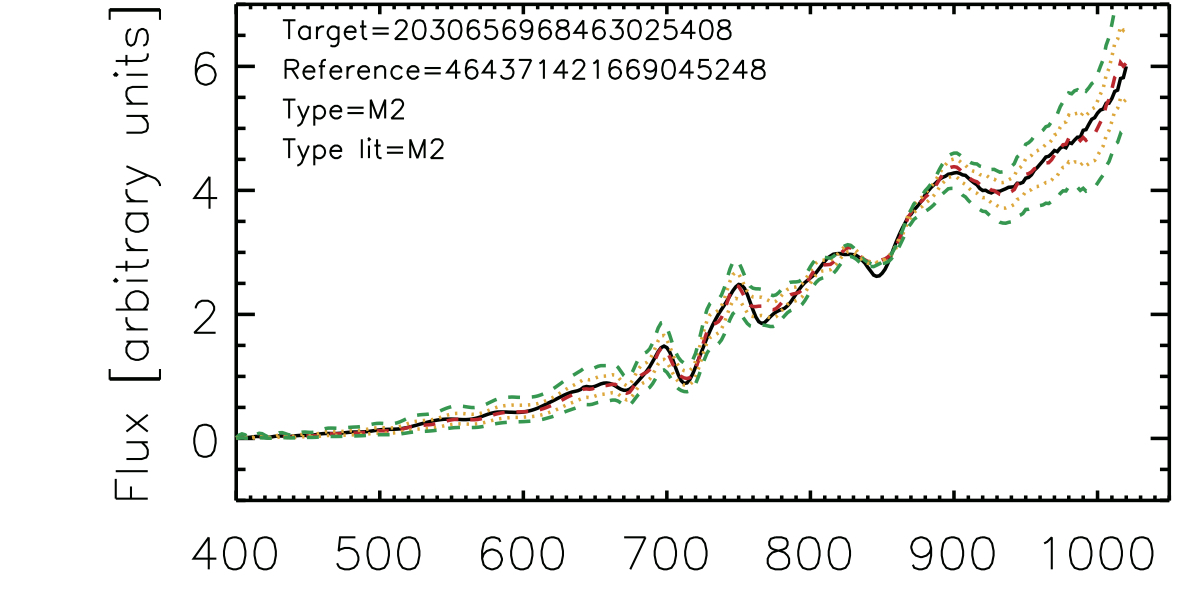 Target=2030656968463025408
Reference=464371421669045248
Type=M2
Type lit=M2
Flux [arbitrary units]
6
4
2
0
400 500 600 700 800 900 1000